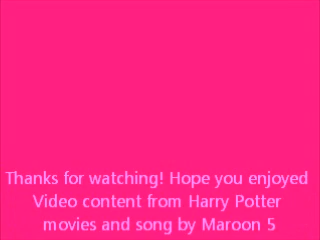 Thanks for watching! Hope you enjoyed
Video content from Harry Potter
movies and song by Maroon 5